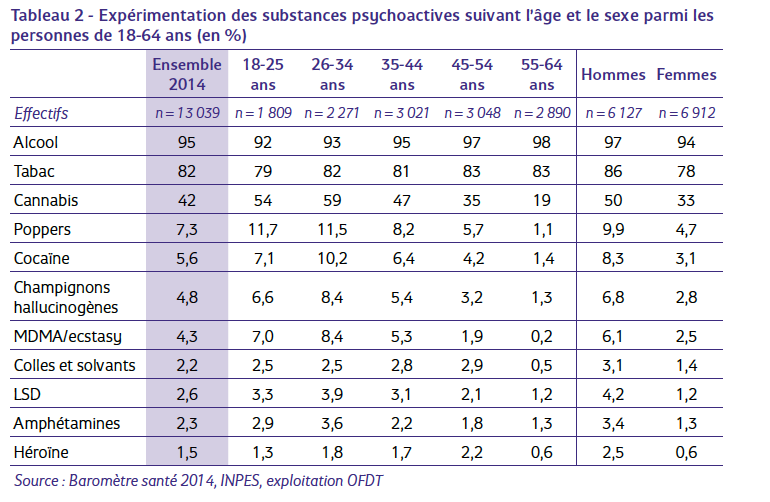 Tableau 2 - Expérimentation des substances psychoactives suivant l'âge et le sexe parmi les
personnes de 18-64 ans (en %)
Ensemble 2014 18-25 ans 26-34 ans 35-44 ans 45-54 ans 55-64 ans Hommes Femmes
Effectifs n = 13 039 n = 1 809 n = 2 271 n = 3 021 n = 3 048 n = 2 890 n = 6 127 n = 6 912
Alcool 95 92 93 95 97 98 97 94
Tabac 82 79 82 81 83 83 86 78
Cannabis 42 54 59 47 35 19 50 33
Poppers 7,3 11,7 11,5 8,2 5,7 1,1 9,9 4,7
Cocaïne 5,6 7,1 10,2 6,4 4,2 1,4 8,3 3,1
Champignons hallucinogènes 4,8 6,6 8,4 5,4 3,2 1,3 6,8 2,8
MDMA/ecstasy 4,3 7,0 8,4 5,3 1,9 0,2 6,1 2,5
Colles et solvants 2,2 2,5 2,5 2,8 2,9 0,5 3,1 1,4
LSD 2,6 3,3 3,9 3,1 2,1 1,2 4,2 1,2
Amphétamines 2,3 2,9 3,6 2,2 1,8 1,3 3,4 1,3
Héroïne 1,5 1,3 1,8 1,7 2,2 0,6 2,5 0,6
Source : Baromètre santé 2014, INPES, exploitation OFDT